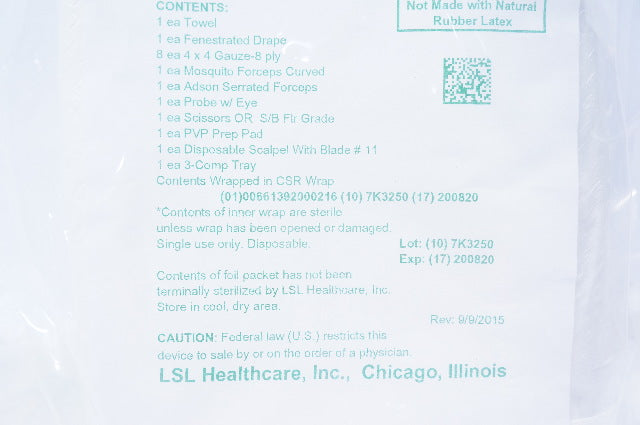 CONTENTS:
1 ea Towel
1 ea Fenestrated Drape
8 ea 4 x 4 Gauze-8 ply
1 ea Mosquito Forceps Curved
1 ea Adson Serrated Forceps
1 ea Probe w/ Eye
1 ea Scissors OR S/B Flr Grade
1 ea PVP Prep Pad
1 ea Disposable Scalpel With Blade # 11
1 ea 3-Comp Tray
Contents Wrapped in CSR Wrap
Not Made with Natural
Rubber Latex
(01)00661392000216 (10) 7K3250 (17) 200820
*Contents of inner wrap are sterile
unless wrap has been opened or damaged.
Single use only. Disposable.
Lot: (10) 7K3250
Exp: (17) 200820
Contents of foil packet has not been
terminally sterilized by LSL Healthcare, Inc.
Store in cool, dry area.
Rev: 9/9/2015
CAUTION: Federal law (U.S.) restricts this
device to sale by or on the order of a physician.
LSL Healthcare, Inc., Chicago, Illinois